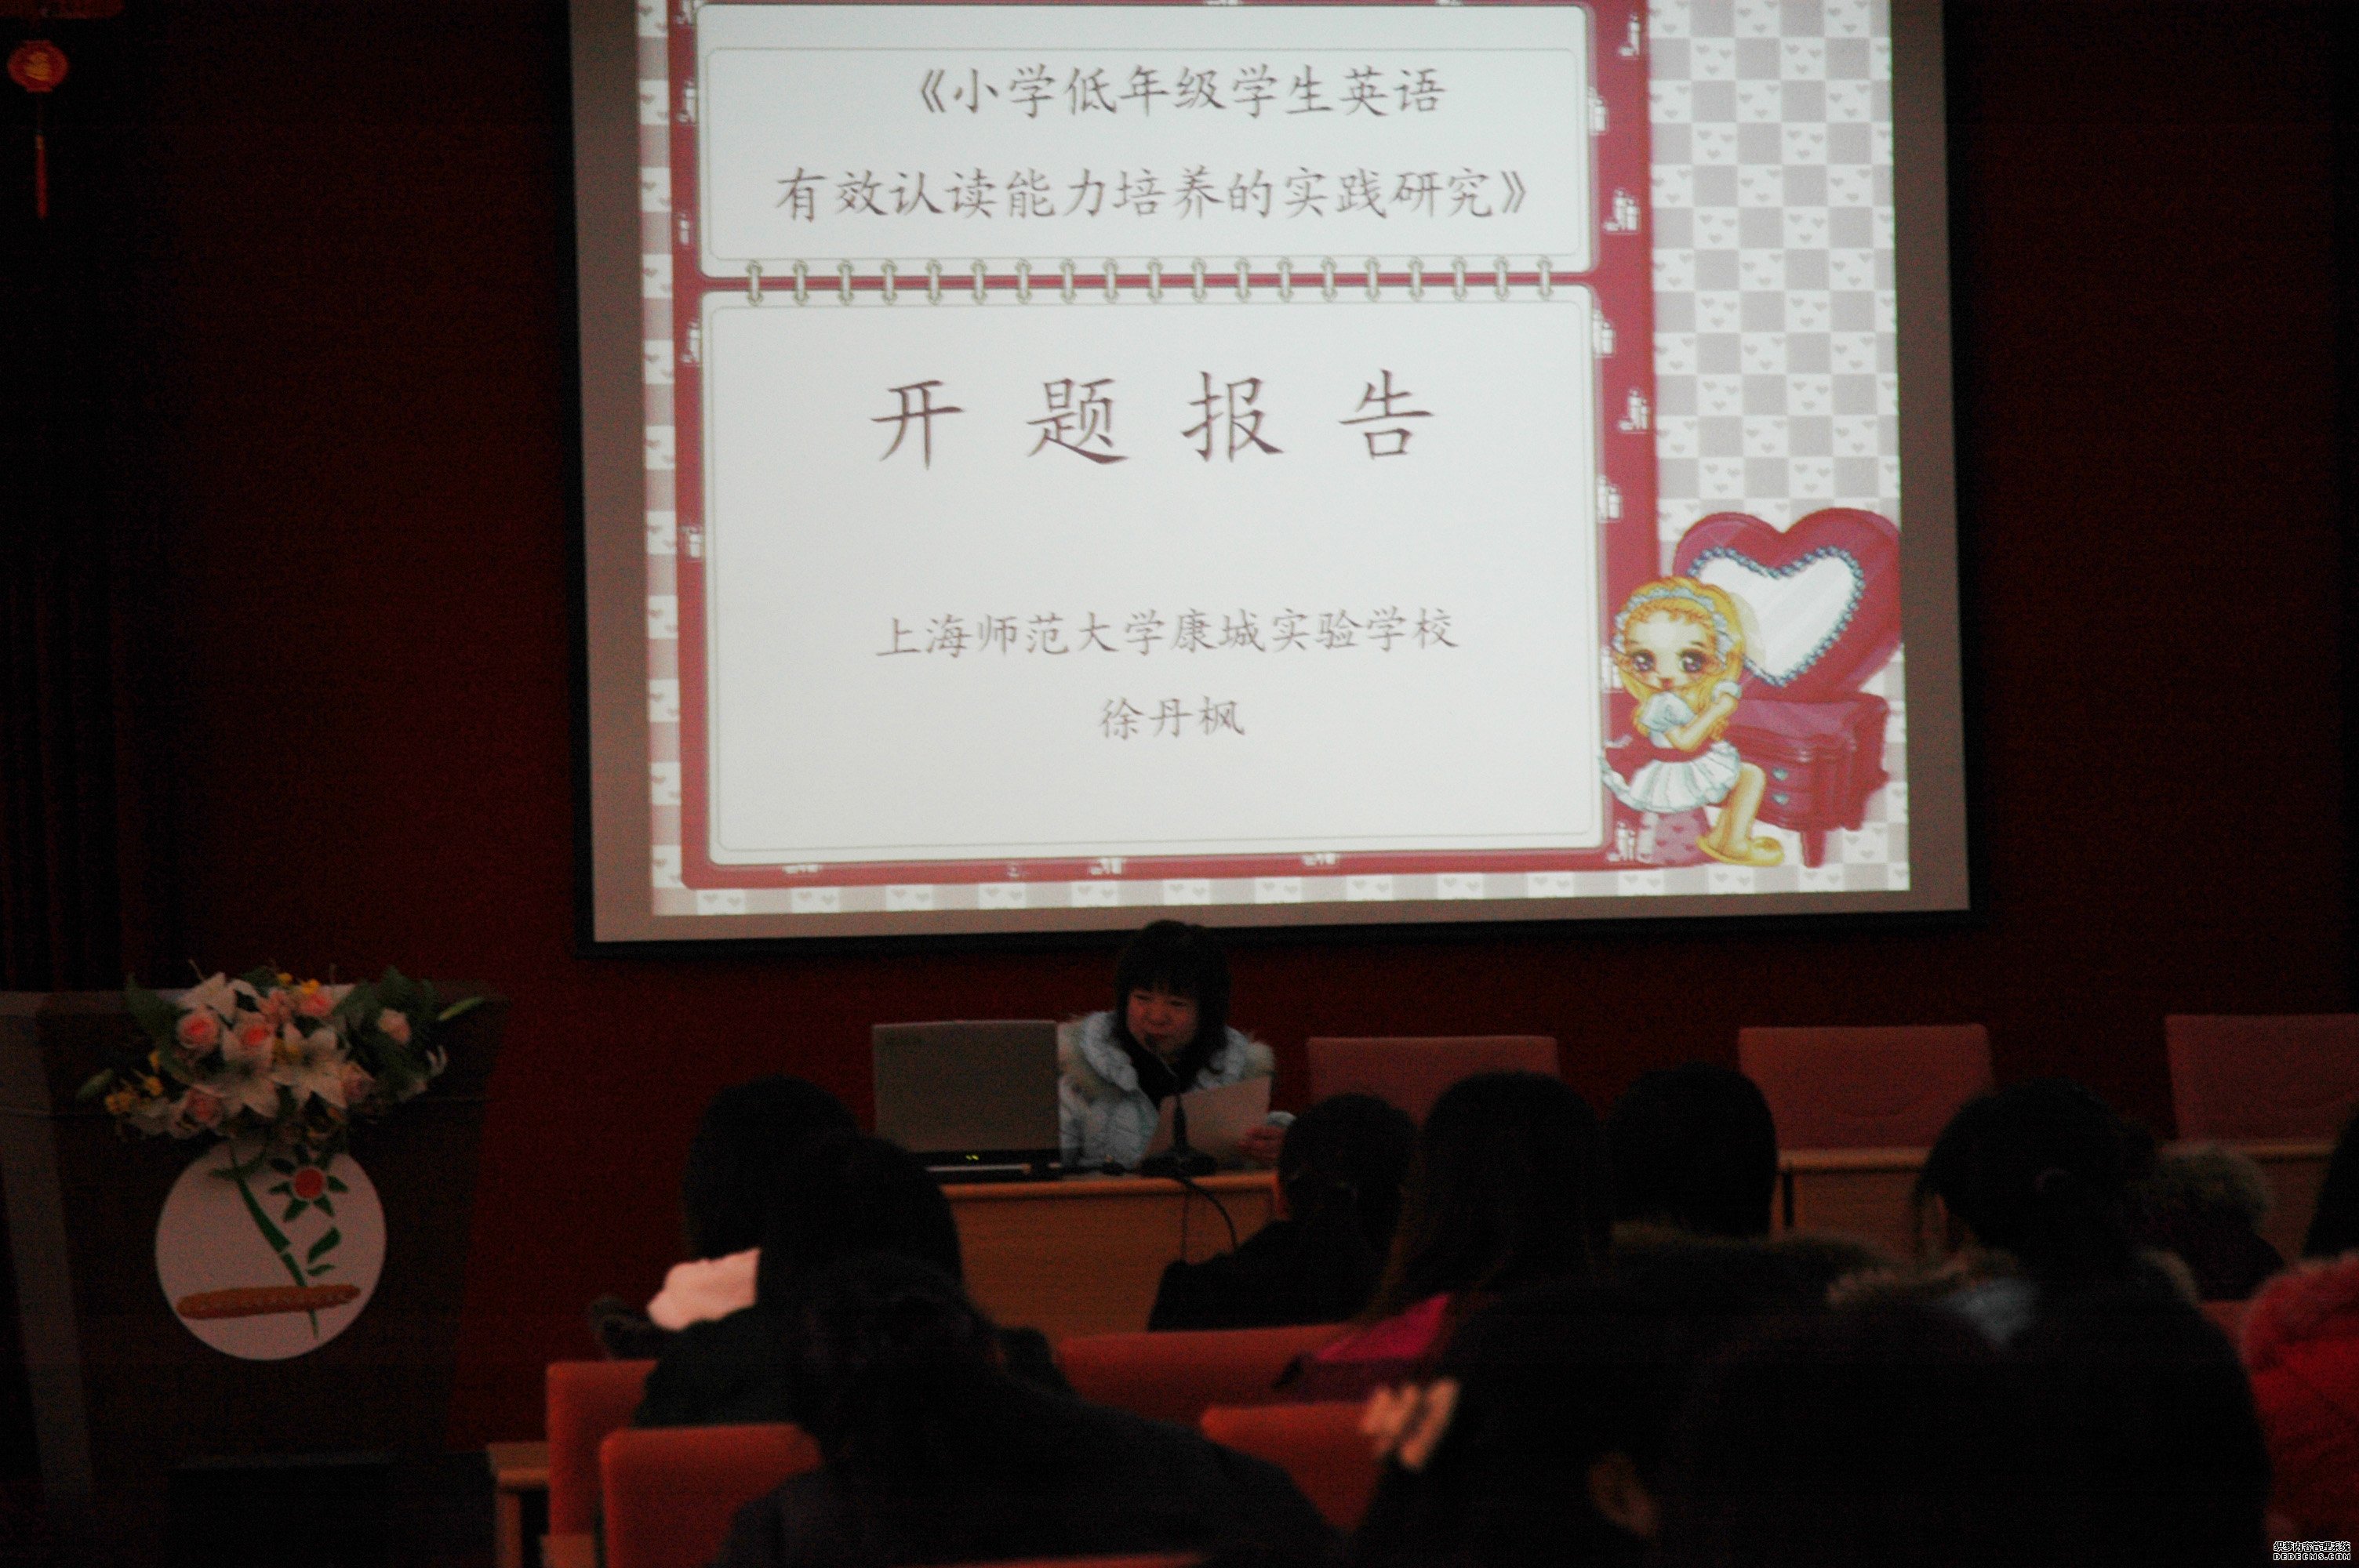 《小学低年级学生英语
有效认读能力培养的实践研究》
开题报告
上海师范大学康城实验学校
徐丹枫
织梦内容管理系统
DEDECMS.COM